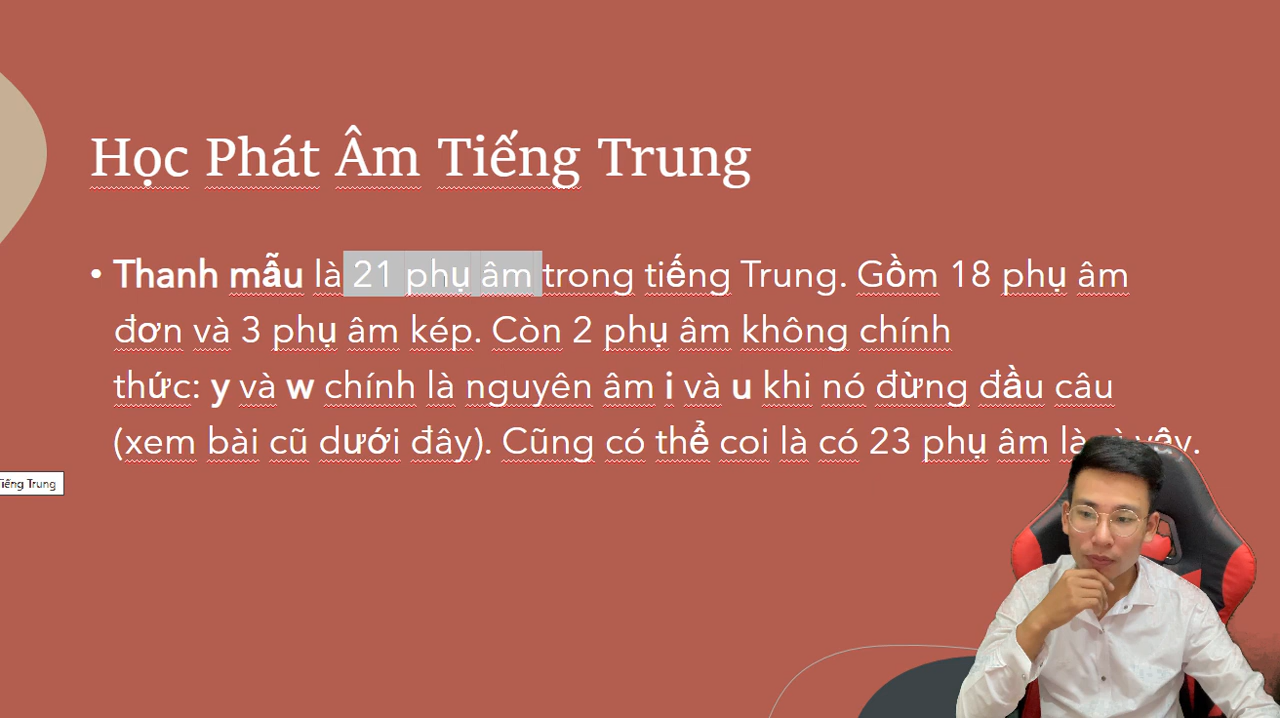 Học Phát Âm Tiếng Trung
• Thanh mẫu là 21 phụ âm trong tiếng Trung. Gồm 18 phụ âm
đơn và 3 phụ âm kép. Còn 2 phụ âm không chính
thức: y và w chính là nguyên âm i và u khi nó đừng đầu câu
(xem bài cũ dưới đây). Cũng có thể coi là có 23 phụ âm là vì vậy.
Tiếng Trung